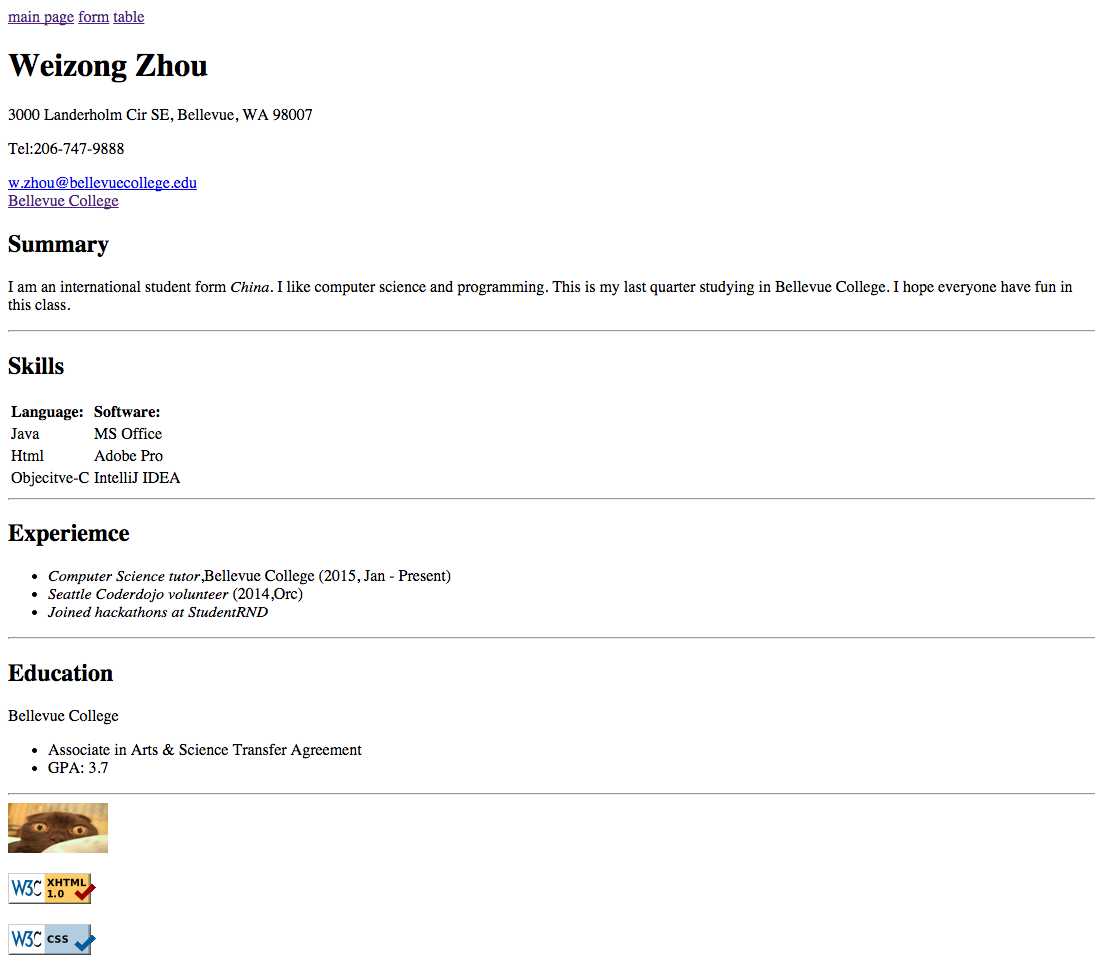 main page form table
Weizong Zhou
3000 Landerholm Cir SE, Bellevue, WA 98007
Tel:206-747-9888
w.zhou@bellevuecollege.edu
Bellevue College
Summary
I am an international student form China. I like computer science and programming. This is my last quarter studying in Bellevue College. I hope everyone have fun in
this class.
Skills
Language: Software:
Java MS Office
Html Adobe Pro
Objecitve-C IntelliJ IDEA
Experiemce
• Computer Science tutor,Bellevue College (2015, Jan - Present)
• Seattle Coderdojo volunteer (2014,Orc)
• Joined hackathons at StudentRND
Education
Bellevue College
• Associate in Arts & Science Transfer Agreement
• GPA: 3.7
W3C XHTML 1.0
W3C CSS